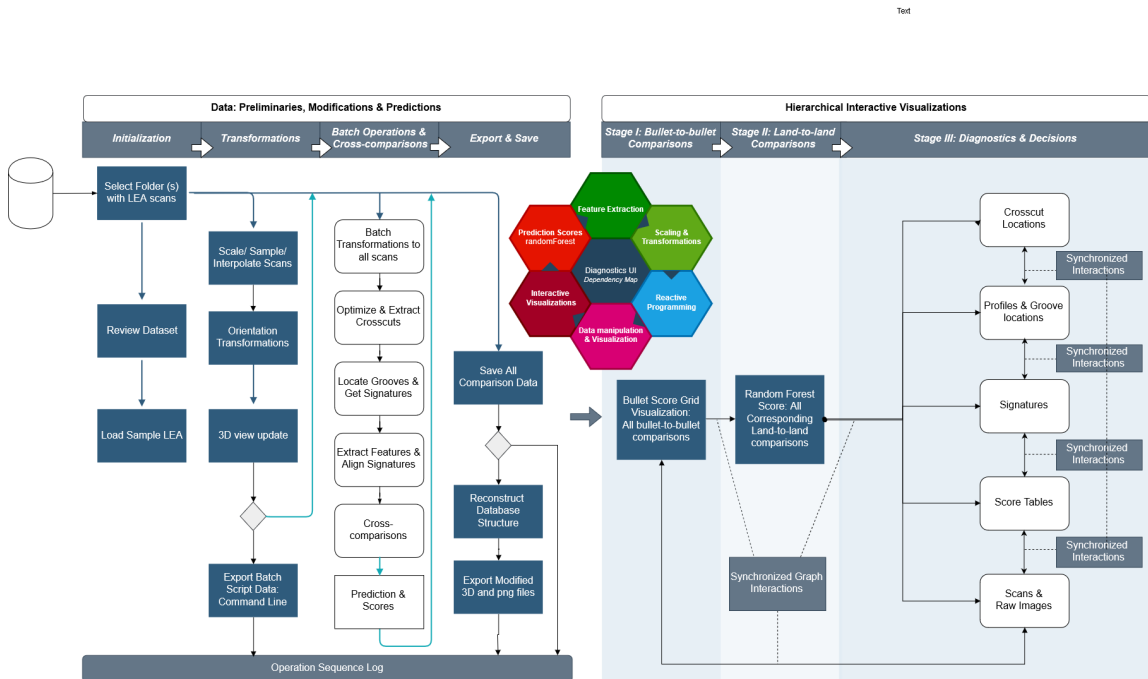 Text
Data: Preliminaries, Modifications & Predictions
Initialization
Transformations
Batch Operations &
Cross-comparisons
Export & Save
Select Folder (s)
with LEA scans
Review Dataset
Load Sample LEA
Scale/ Sample/
Interpolate Scans
Orientation
Transformations
3D view update
Export Batch
Script Data:
Command Line
Batch
Transformations to
all scans
Optimize & Extract
Crosscuts
Locate Grooves &
Get Signatures
Extract Features &
Align Signatures
Cross-
comparisons
Prediction &
Scores
Save All
Comparison Data
Reconstruct
Database
Structure
Export Modified
3D and png files
Operation Sequence Log
Feature Extraction
Prediction Scores
randomForest
Scaling &
Transformations
Diagnostics UI
Dependency Map
Interactive
Visualizations
Reactive
Programming
Data manipulation
& Visualization
Hierarchical Interactive Visualizations
Stage I: Bullet-to-bullet
Comparisons
Stage II: Land-to-land
Comparisons
Stage III: Diagnostics & Decisions
Bullet Score Grid
Visualization:
All bullet-to-bullet
comparisons
Random Forest
Score: All
Corresponding
Land-to-land
comparisons
Synchronized Graph
Interactions
Crosscut
Locations
Synchronized
Interactions
Profiles & Groove
locations
Synchronized
Interactions
Signatures
Synchronized
Interactions
Score Tables
Synchronized
Interactions
Scans &
Raw Images